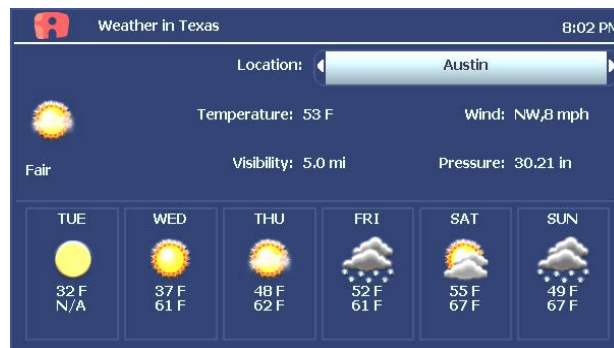 Weather in Texas 8:02 PM
Location: Austin
Temperature: 53 F Wind: NW,8 mph
Fair Visibility: 5.0 mi Pressure: 30.21 in
TUE WED THU FRI SAT SUN
32 F 37 F 48 F 52 F 55 F 49 F
N/A 61 F 62 F 61 F 67 F 67 F